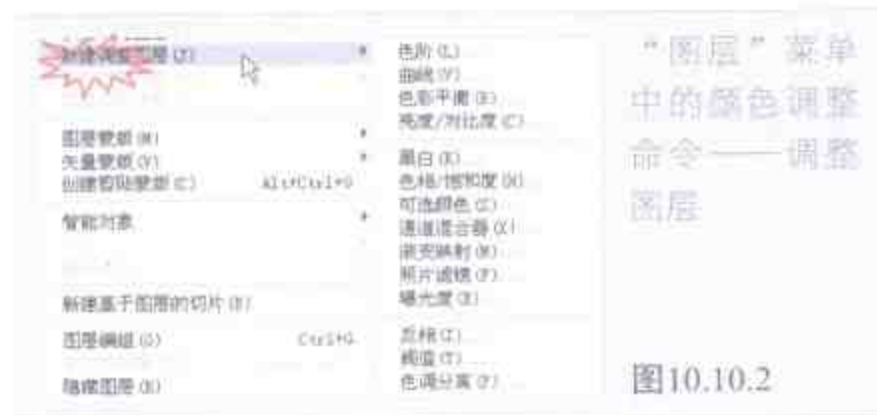 新建调整图层(J)
图层蒙版(M)
矢量蒙版(V)
创建剪贴蒙版(C) Alt+Ctrl+G
智能对象
新建基于图层的切片(B)
图层编组(G) Ctrl+G
隐藏图层(R)
色阶(L)...
曲线(V)...
色彩平衡(B)...
亮度/对比度(C)...
黑白(K)...
色相/饱和度(H)...
可选颜色(S)...
通道混合器(X)...
渐变映射(M)...
照片滤镜(F)...
曝光度(E)...
反相(I)...
阈值(T)...
色调分离(P)...
“图层”菜单
中的颜色调整
命令——调整
图层
图10.10.2